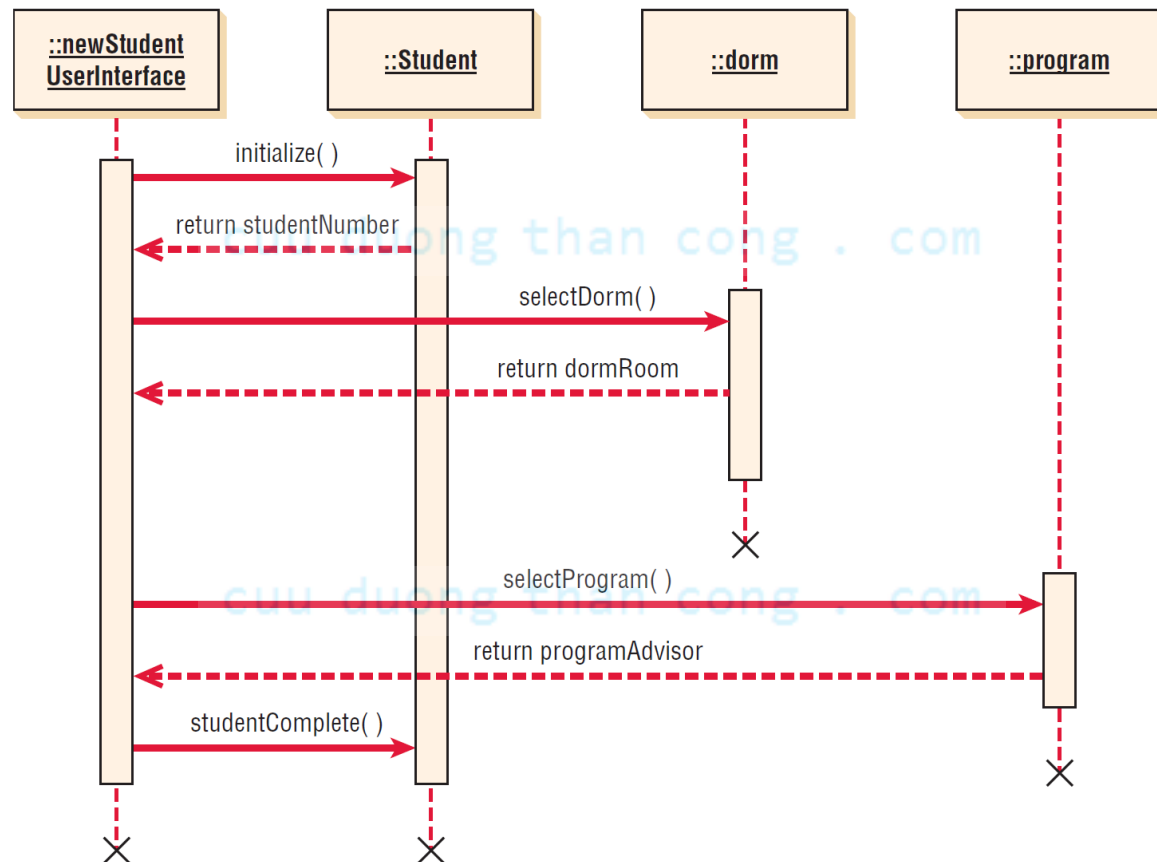 ::newStudent
UserInterface
::Student
::dorm
::program
initialize( )
return studentNumber
cuu duong than cong . com
selectDorm( )
return dormRoom
selectProgram( )
cuu duong than cong . com
return programAdvisor
studentComplete( )